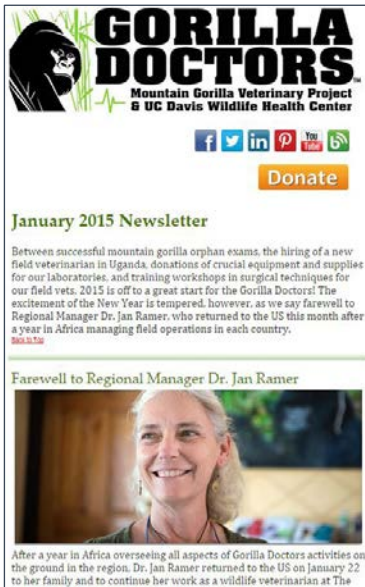 GORILLA
DOCTORS™
Mountain Gorilla Veterinary Project
& UC Davis Wildlife Health Center
f in P You Tube
Donate
January 2015 Newsletter
Between successful mountain gorilla orphan exams, the hiring of a new
field veterinarian in Uganda, donations of crucial equipment and supplies
for our laboratories, and training workshops in surgical techniques for
our field vets, 2015 is off to a great start for the Gorilla Doctors! The
excitement of the New Year is tempered, however, as we say farewell to
Regional Manager Dr. Jan Ramer, who returned to the US this month after
a year in Africa managing field operations in each country.
Back to Top
Farewell to Regional Manager Dr. Jan Ramer
After a year in Africa overseeing all aspects of Gorilla Doctors activities on
the ground in the region, Dr. Jan Ramer returned to the US on January 22
to her family and to continue her work as a wildlife veterinarian at The